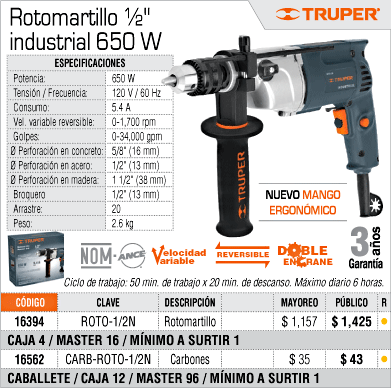 Rotomartillo ½"
industrial 650 W
TRUPER
ESPECIFICACIONES
Potencia: 650 W
Tensión / Frecuencia: 120 V / 60 Hz
Consumo: 5.4 A
Vel. variable reversible: 0-1,700 rpm
Golpes: 0-34,000 gpm
Ø Perforación en concreto: 5/8" (16 mm)
Ø Perforación en acero: 1/2" (13 mm)
Ø Perforación en madera: 1 1/2" (38 mm)
Broquero 1/2" (13 mm)
Arrastre: 20
Peso: 2.6 kg
TRUPER
TRUPER
NUEVO MANGO
ERGONÓMICO
NOM-ANCE
Velocidad
Variable
REVERSIBLE
DOBLE
ENGRANE
3 años
Garantía
Ciclo de trabajo: 50 min. de trabajo x 20 min. de descanso. Máximo diario 6 horas.
CÓDIGO CLAVE DESCRIPCIÓN MAYOREO PÚBLICO R
16394 ROTO-1/2N Rotomartillo $ 1,157 $ 1,425
CAJA 4 / MASTER 16 / MÍNIMO A SURTIR 1
16562 CARB-ROTO-1/2N Carbones $ 35 $ 43
CABALLETE / CAJA 12 / MASTER 96 / MÍNIMO A SURTIR 1